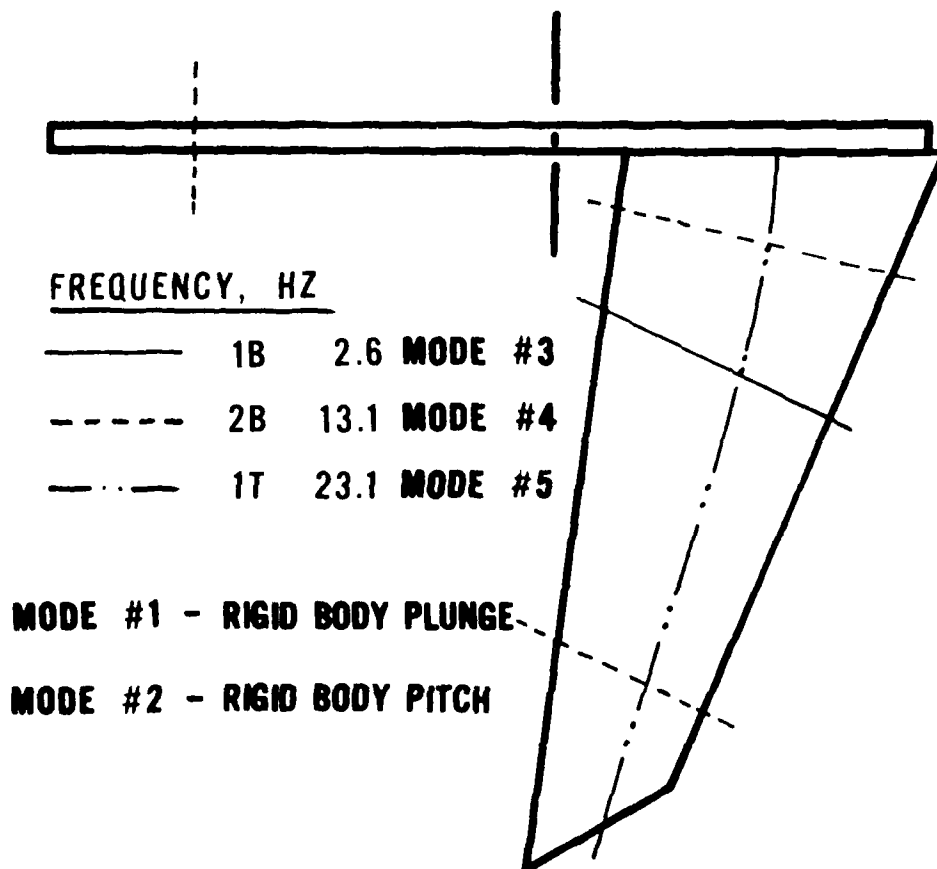 FREQUENCY, HZ
1B 2.6 MODE #3
2B 13.1 MODE #4
1T 23.1 MODE #5
MODE #1 - RIGID BODY PLUNGE
MODE #2 - RIGID BODY PITCH